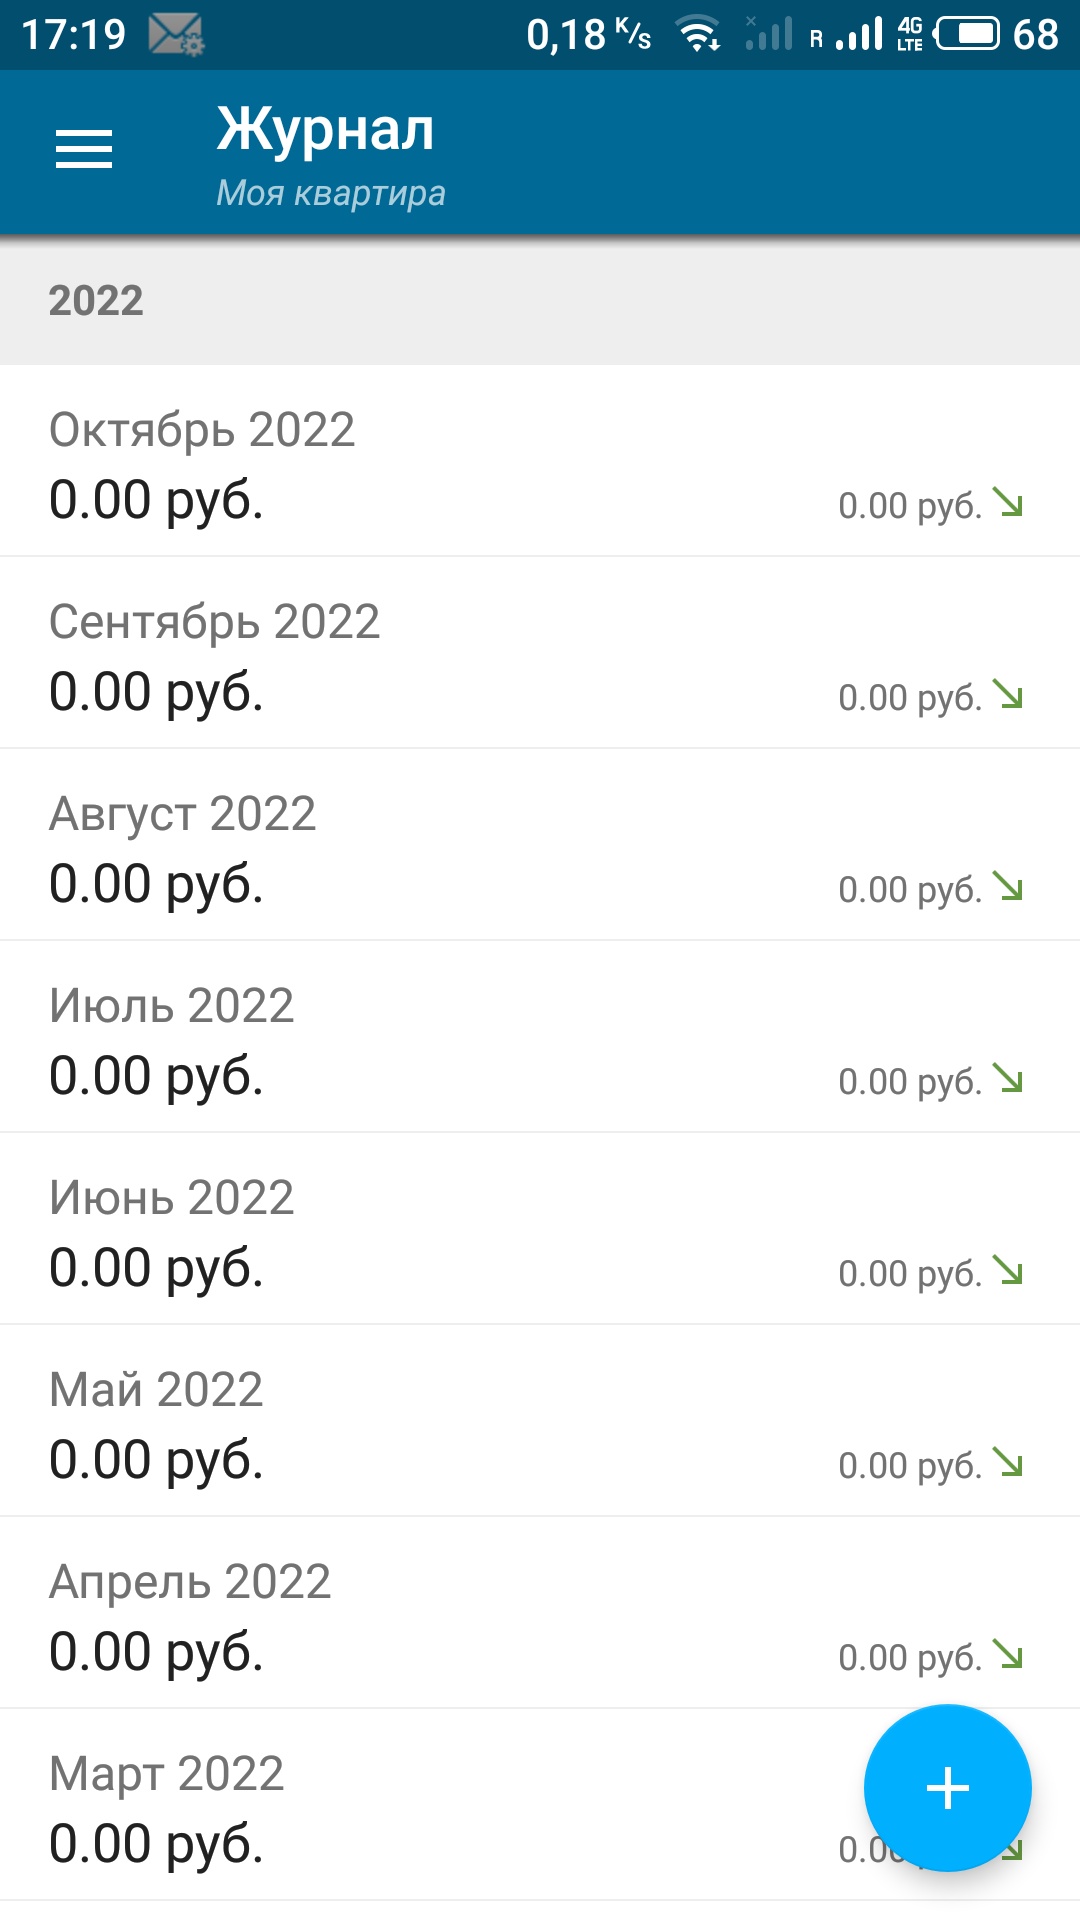 17:19 0,18 K/s R 4G LTE 68
Журнал
Моя квартира
2022
Октябрь 2022
0.00 руб. 0.00 руб.
Сентябрь 2022
0.00 руб. 0.00 руб.
Август 2022
0.00 руб. 0.00 руб.
Июль 2022
0.00 руб. 0.00 руб.
Июнь 2022
0.00 руб. 0.00 руб.
Май 2022
0.00 руб. 0.00 руб.
Апрель 2022
0.00 руб. 0.00 руб.
Март 2022
0.00 руб.